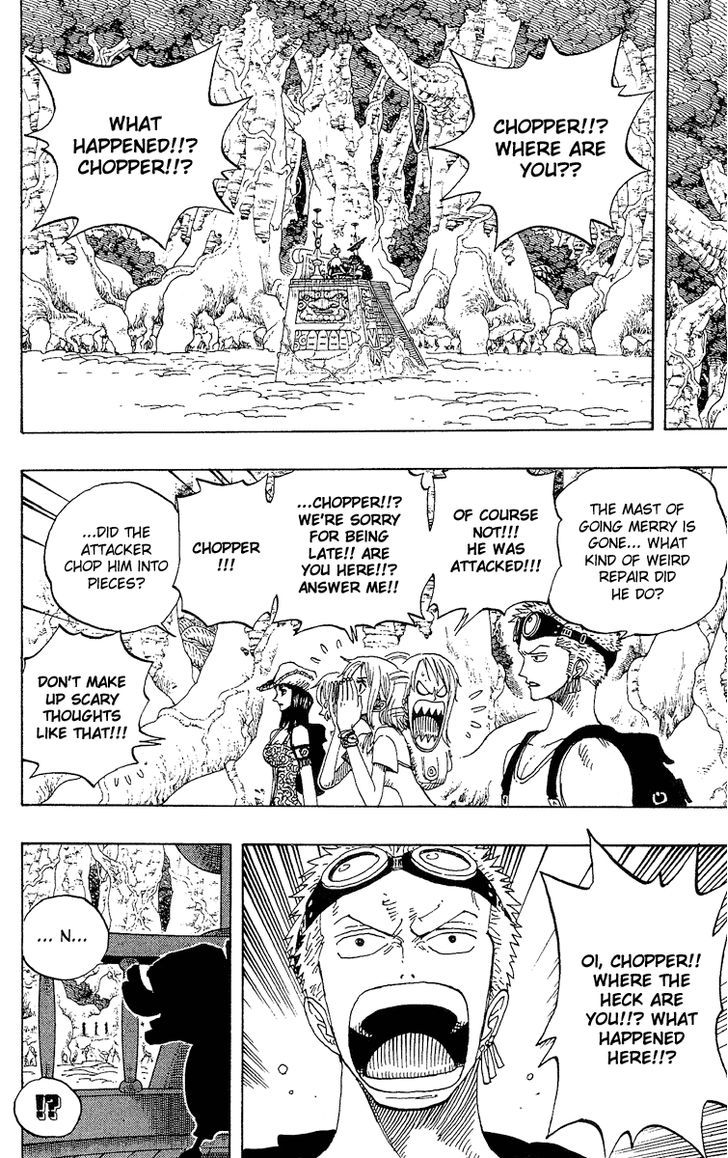 CHOPPER!!?
WHERE ARE
YOU??
WHAT
HAPPENED!!?
CHOPPER!!?
THE MAST OF
GOING MERRY IS
GONE... WHAT
KIND OF WEIRD
REPAIR DID
HE DO?
OF COURSE
NOT!!!
HE WAS
ATTACKED!!!
...CHOPPER!!?
WE'RE SORRY
FOR BEING
LATE!! ARE
YOU HERE!!?
ANSWER ME!!
CHOPPER
!!!
...DID THE
ATTACKER
CHOP HIM INTO
PIECES?
DON'T MAKE
UP SCARY
THOUGHTS
LIKE THAT!!!
OI, CHOPPER!!
WHERE THE
HECK ARE
YOU!!? WHAT
HAPPENED
HERE!!?
... N...
!?